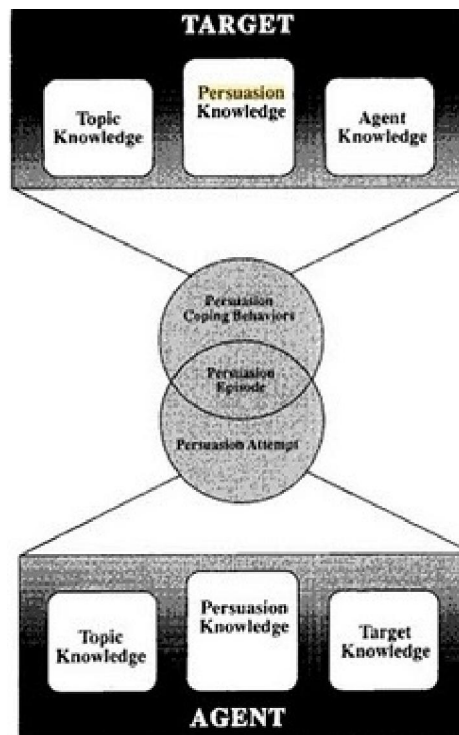 TARGET
Topic
Knowledge
Persuasion
Knowledge
Agent
Knowledge
Persuasion
Coping Behaviors
Persuasion
Episode
Persuasion Attempt
Topic
Knowledge
Persuasion
Knowledge
Target
Knowledge
AGENT